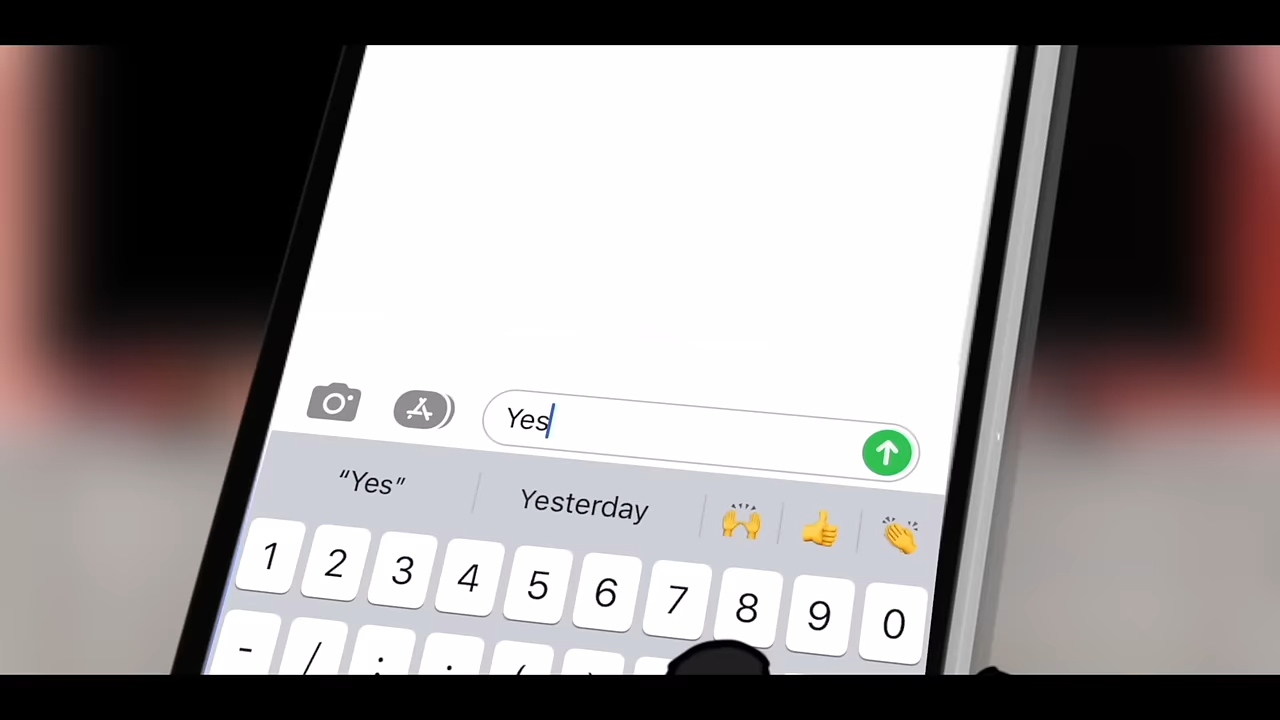 Yes
“Yes” Yesterday 🙌 👍 👏
1 2 3 4 5 6 7 8 9 0
- / : ; ( )